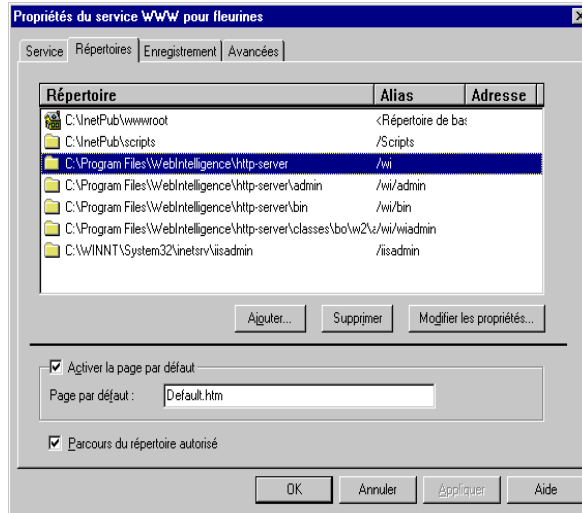 Propriétés du service WWW pour fleurines
Service Répertoires Enregistrement Avancées
Répertoire Alias Adresse
C:\InetPub\wwwroot <Répertoire de bas
C:\InetPub\scripts /Scripts
C:\Program Files\WebIntelligence\http-server /wi
C:\Program Files\WebIntelligence\http-server\admin /wi/admin
C:\Program Files\WebIntelligence\http-server\bin /wi/bin
C:\Program Files\WebIntelligence\http-server\classes\bo\w2\a/wi/wiadmin
C:\WINNT\System32\inetsrv\iisadmin /iisadmin
Ajouter... Supprimer Modifier les propriétés...
Activer la page par défaut
Page par défaut : Default.htm
Parcours du répertoire autorisé
OK Annuler Appliquer Aide